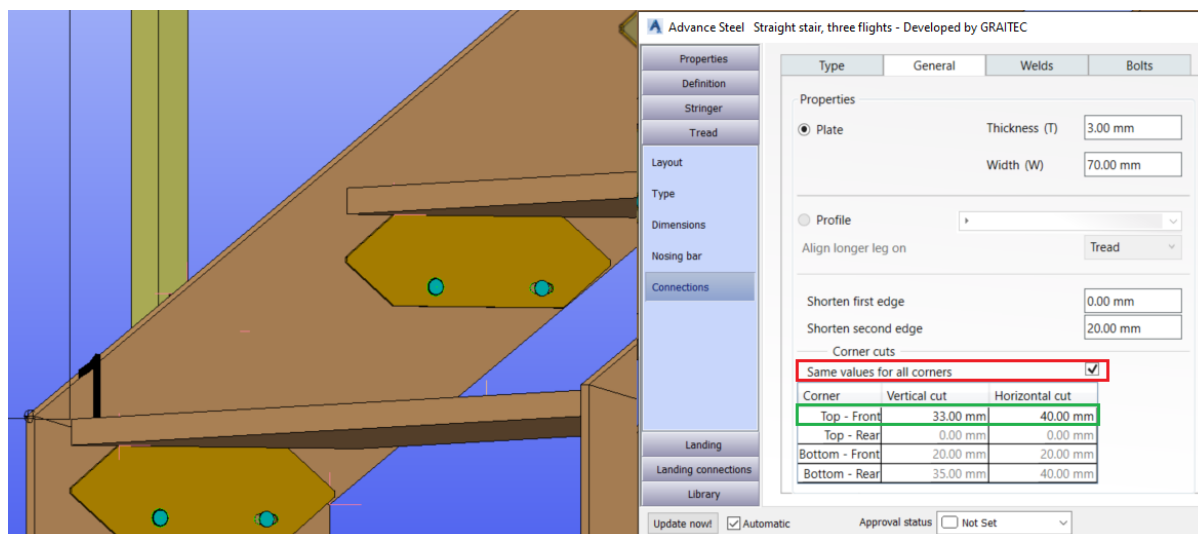 Advance Steel Straight stair, three flights - Developed by GRAITEC
Properties
Definition
Stringer
Tread
Layout
Type
Dimensions
Nosing bar
Connections
Landing
Landing connections
Library
Type General Welds Bolts
Properties
Plate Thickness (T) 3.00 mm
Width (W) 70.00 mm
Profile
Align longer leg on Tread
Shorten first edge 0.00 mm
Shorten second edge 20.00 mm
Corner cuts
Same values for all corners
Corner Vertical cut Horizontal cut
Top - Front 33.00 mm 40.00 mm
Top - Rear 0.00 mm 0.00 mm
Bottom - Front 20.00 mm 20.00 mm
Bottom - Rear 35.00 mm 40.00 mm
Update now! Automatic Approval status Not Set